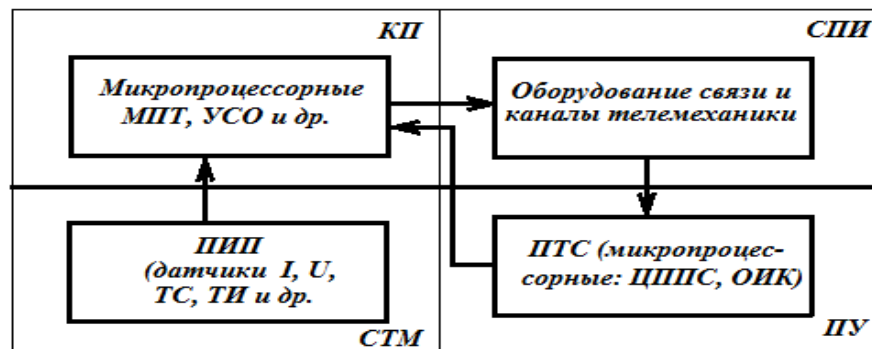 КП
СПИ
Микропроцессорные
МПТ, УСО и др.
Оборудование связи и
каналы телемеханики
ПИП
(датчики I, U,
ТС, ТИ и др.
ПТС (микропроцес-
сорные: ЦППС, ОИК)
СТМ
ПУ